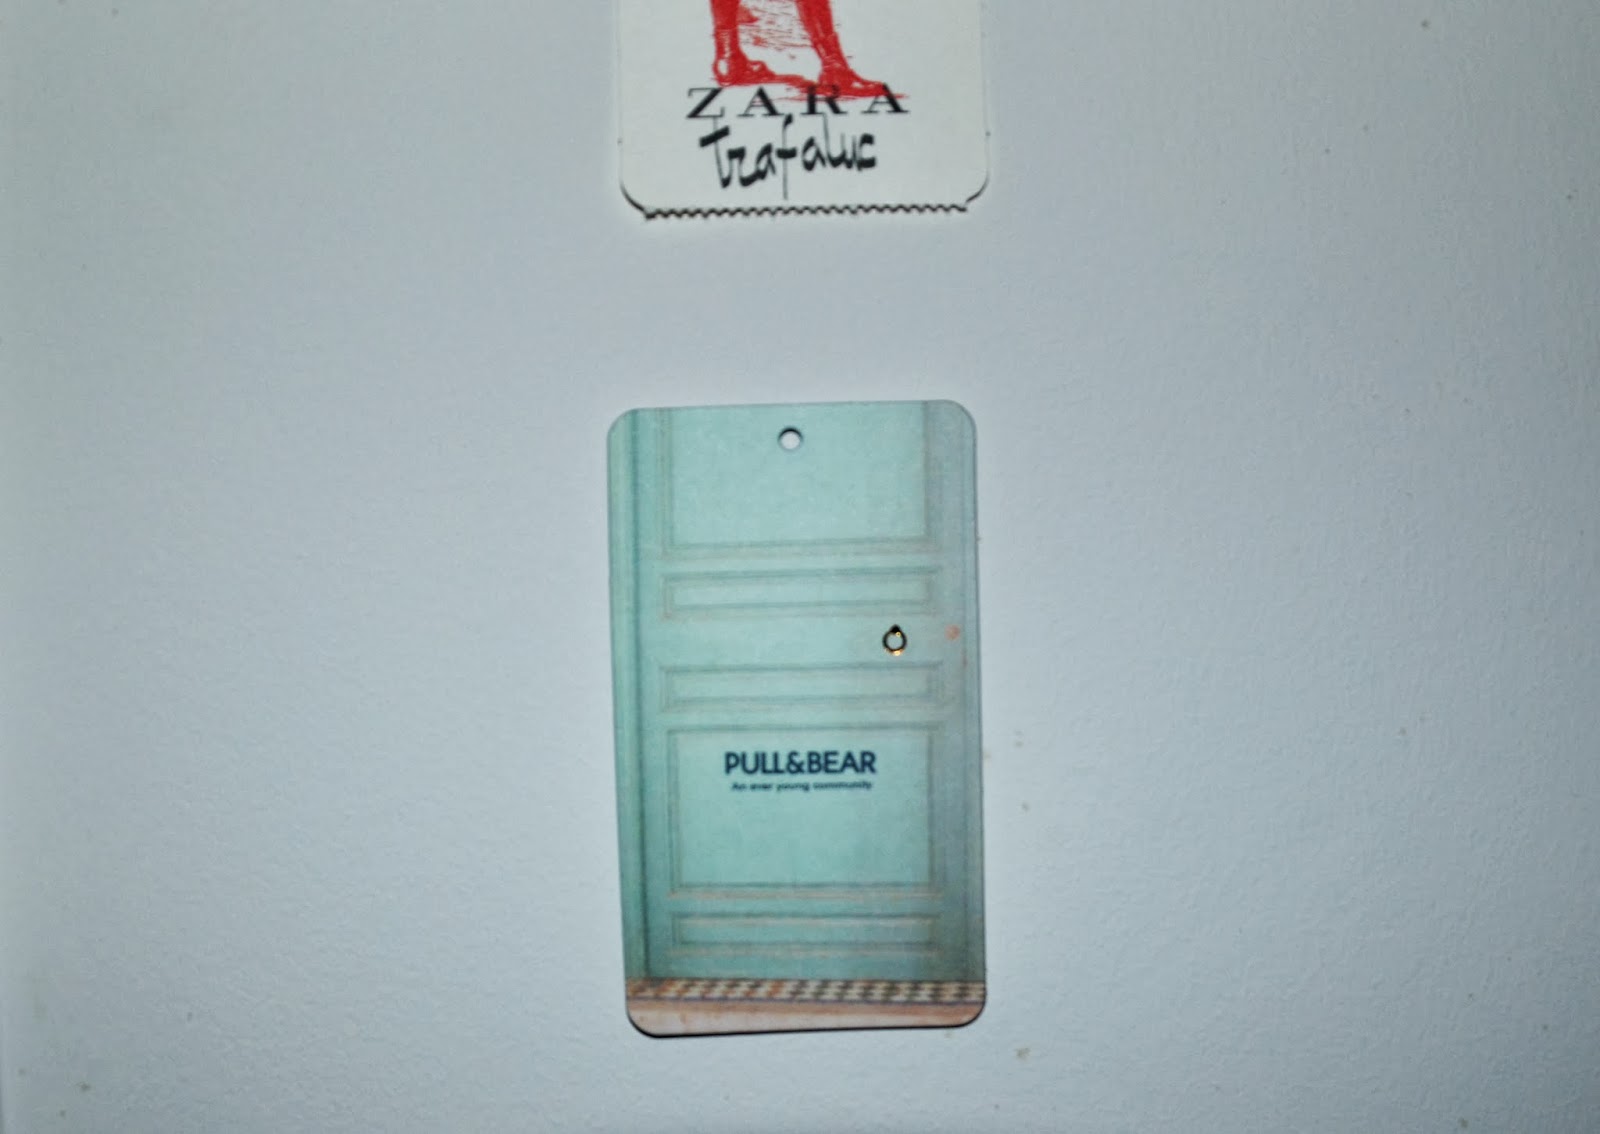 ZARA
trafaluc
PULL&BEAR
An ever young community